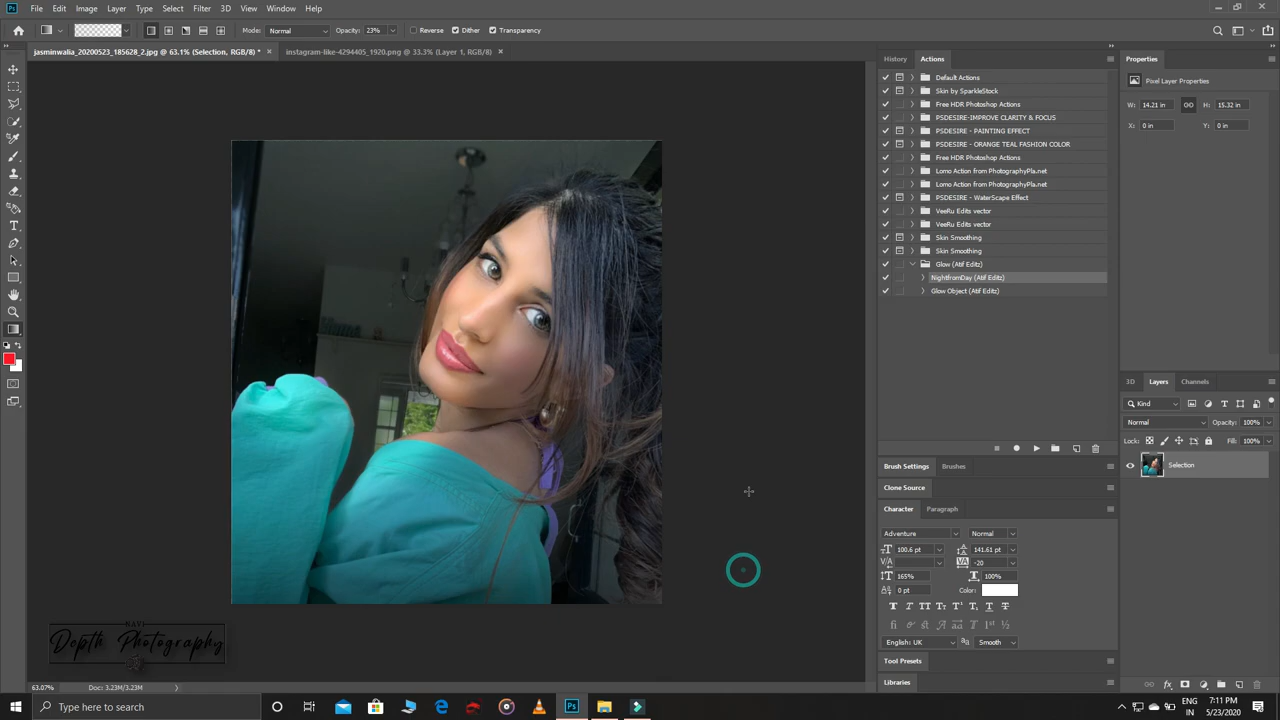 Ps File Edit Image Layer Type Select Filter 3D View Window Help
Mode: Normal Opacity: 23% Reverse Dither Transparency
jasminwalia_20200523_185628_2.jpg @ 63.1% (Selection, RGB/8) * × instagram-like-4294405_1920.png @ 33.3% (Layer 1, RGB/8) ×
History Actions
Default Actions
Skin by SparkleStock
Free HDR Photoshop Actions
PSDESIRE-IMPROVE CLARITY & FOCUS
PSDESIRE - PAINTING EFFECT
PSDESIRE - ORANGE TEAL FASHION COLOR
Free HDR Photoshop Actions
Lomo Action from PhotographyPla.net
Lomo Action from PhotographyPla.net
PSDESIRE - WaterScape Effect
VeeRu Edits vector
VeeRu Edits vector
Skin Smoothing
Skin Smoothing
Glow (Atif Editz)
NightfromDay (Atif Editz)
Glow Object (Atif Editz)
Properties
Pixel Layer Properties
W: 14.21 in H: 15.32 in
X: 0 in Y: 0 in
3D Layers Channels
Kind
Normal Opacity: 100%
Lock: Fill: 100%
Selection
Brush Settings Brushes
Clone Source
Character Paragraph
Adventure Normal
100.6 pt 141.61 pt
V/A VA -20
165% 100%
0 pt Color:
English: UK aa Smooth
Tool Presets
Libraries
NAVI
Depth Photography
63.07% Doc: 3.23M/3.23M
Type here to search
ENG 7:11 PM
IN 5/23/2020